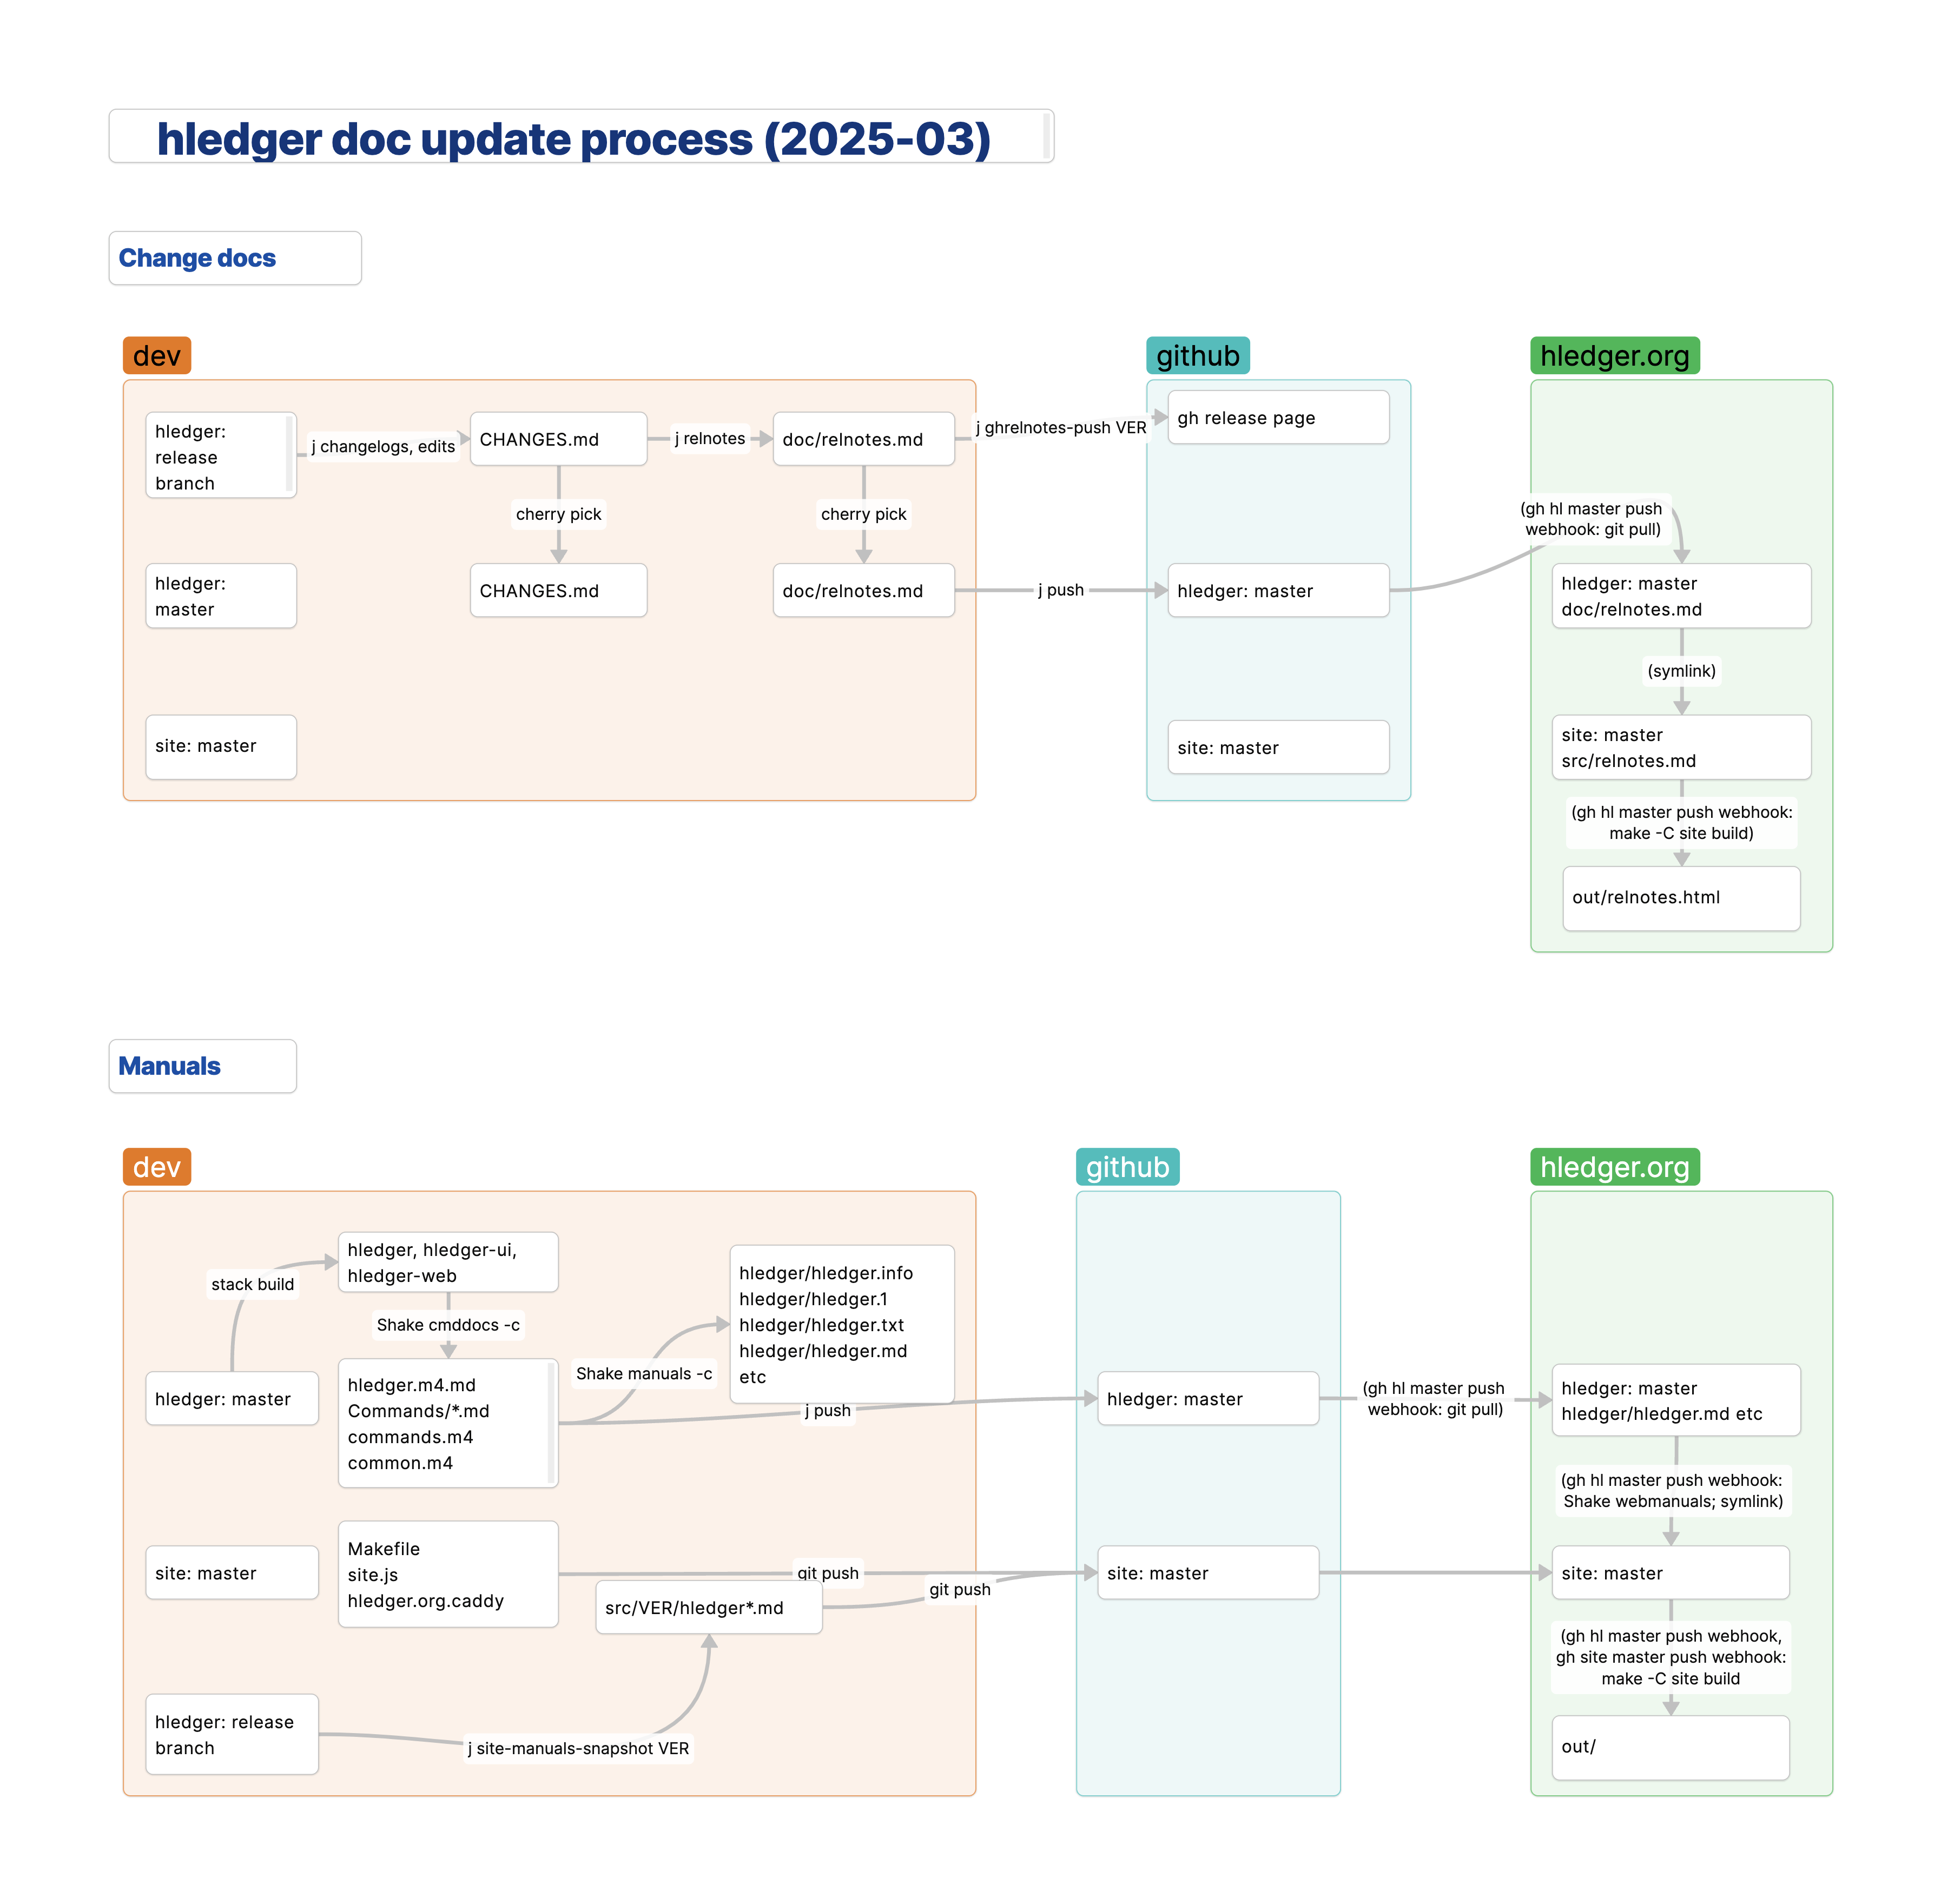 hledger doc update process (2025-03)
Change docs
dev
github
hledger.org
hledger:
release
branch
j changelogs, edits
CHANGES.md
j relnotes
doc/relnotes.md
j ghrelnotes-push VER
gh release page
cherry pick
cherry pick
(gh hl master push
webhook: git pull)
hledger:
master
CHANGES.md
doc/relnotes.md
j push
hledger: master
hledger: master
doc/relnotes.md
(symlink)
site: master
site: master
site: master
src/relnotes.md
(gh hl master push webhook:
make -C site build)
out/relnotes.html
Manuals
dev
github
hledger.org
stack build
hledger, hledger-ui,
hledger-web
Shake cmddocs -c
hledger: master
hledger.m4.md
Commands/*.md
commands.m4
common.m4
Shake manuals -c
hledger/hledger.info
hledger/hledger.1
hledger/hledger.txt
hledger/hledger.md
etc
j push
hledger: master
(gh hl master push
webhook: git pull)
hledger: master
hledger/hledger.md etc
(gh hl master push webhook:
Shake webmanuals; symlink)
site: master
Makefile
site.js
hledger.org.caddy
git push
src/VER/hledger*.md
git push
site: master
site: master
(gh hl master push webhook,
gh site master push webhook:
make -C site build
hledger: release
branch
j site-manuals-snapshot VER
out/